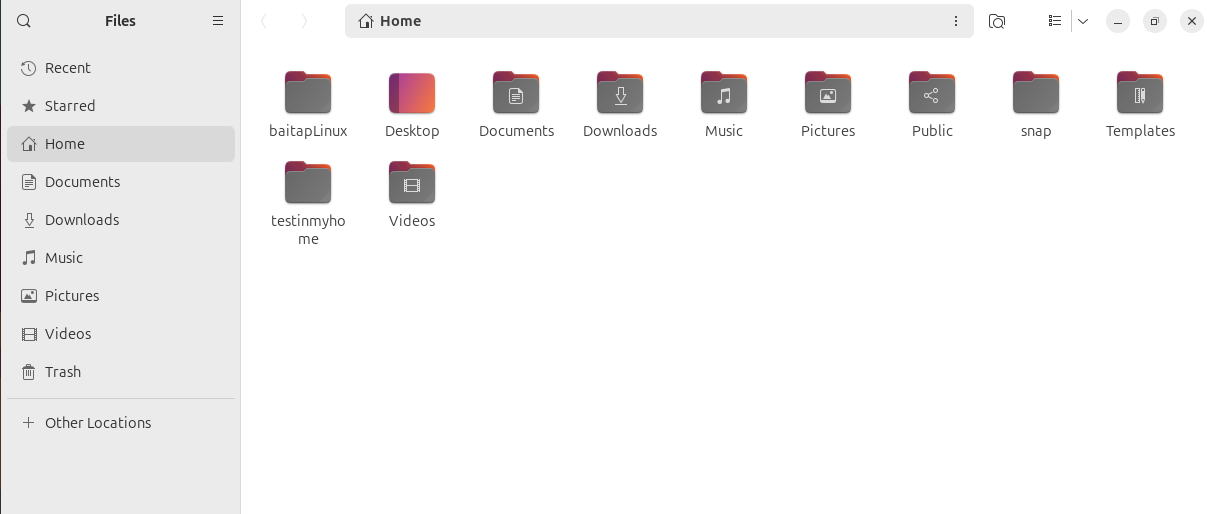 Files
Home
Recent
Starred
Home
Documents
Downloads
Music
Pictures
Videos
Trash
Other Locations
baitapLinux Desktop Documents Downloads Music Pictures Public snap Templates
testinmyho Videos
me